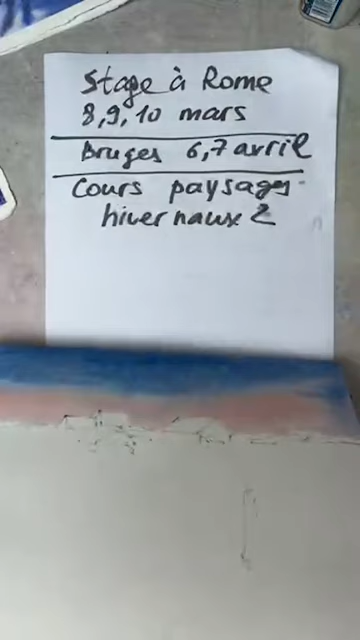 Stage à Rome
8, 9, 10 mars
Bruges 6, 7 avril
Cours paysages
hivernaux 2